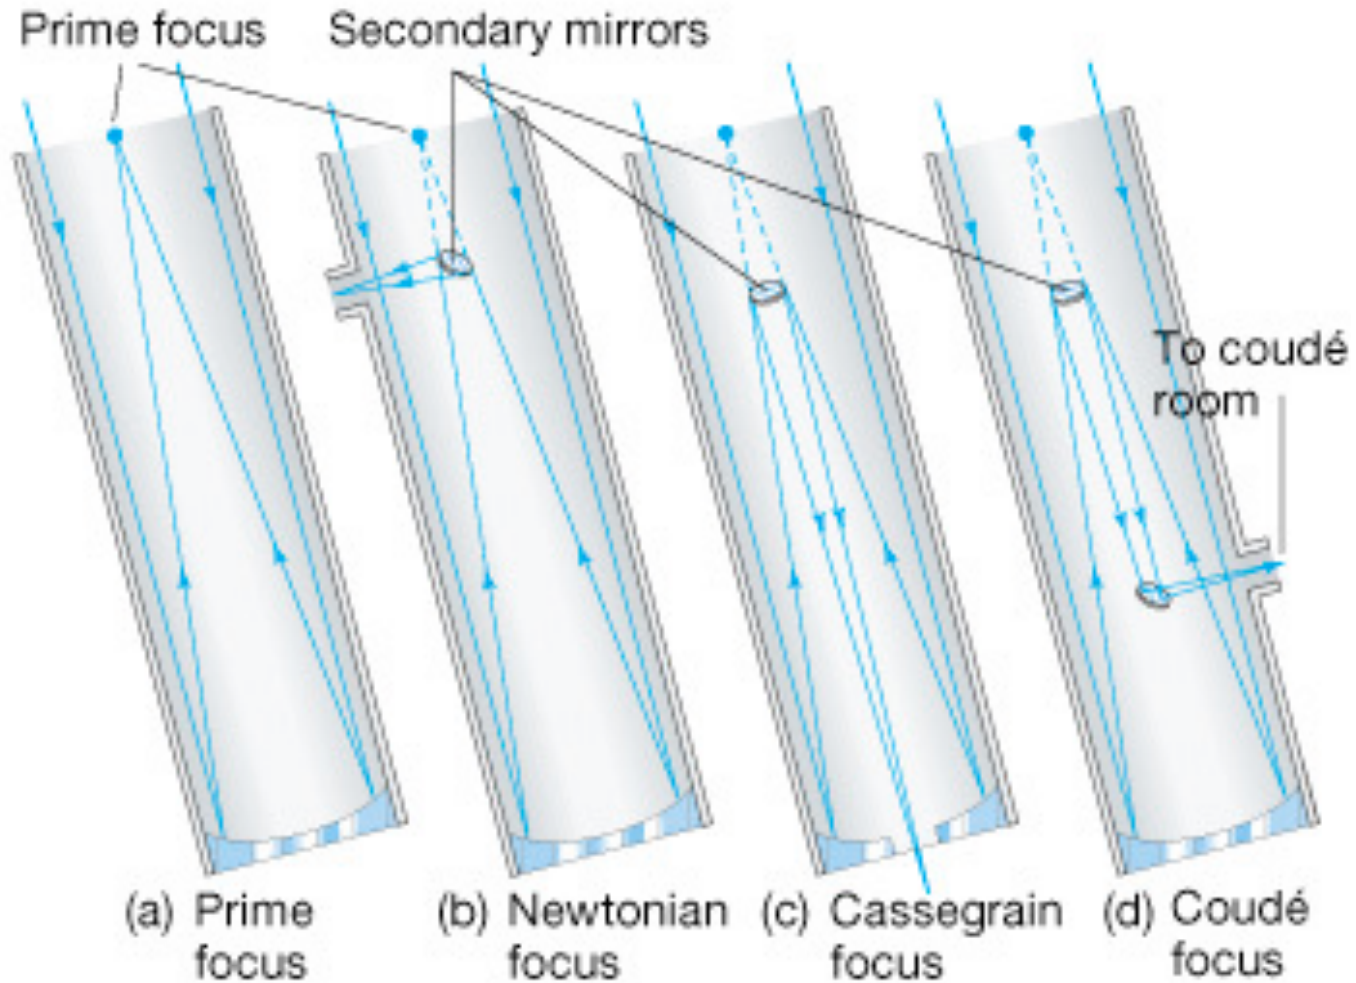 Prime focus
Secondary mirrors
To coudé
room
(a) Prime
focus
(b) Newtonian
focus
(c) Cassegrain
focus
(d) Coudé
focus